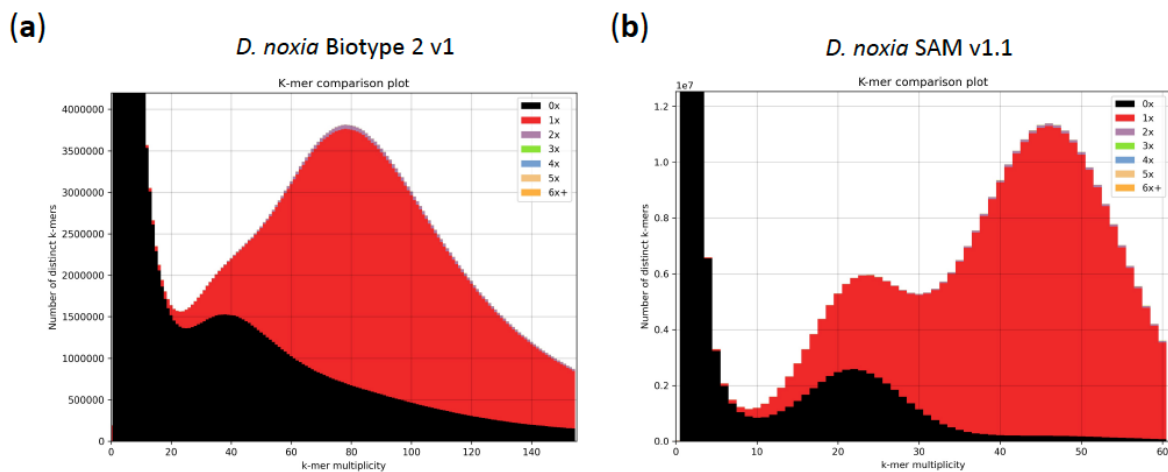 (a)
D. noxia Biotype 2 v1
K-mer comparison plot
4000000
3500000
3000000
2500000
2000000
1500000
1000000
500000
0
Number of distinct k-mers
0x
1x
2x
3x
4x
5x
6x+
0 20 40 60 80 100 120 140
k-mer multiplicity
(b)
D. noxia SAM v1.1
K-mer comparison plot
1e7
1.2
1.0
0.8
0.6
0.4
0.2
0.0
Number of distinct k-mers
0x
1x
2x
3x
4x
5x
6x+
0 10 20 30 40 50 60
k-mer multiplicity